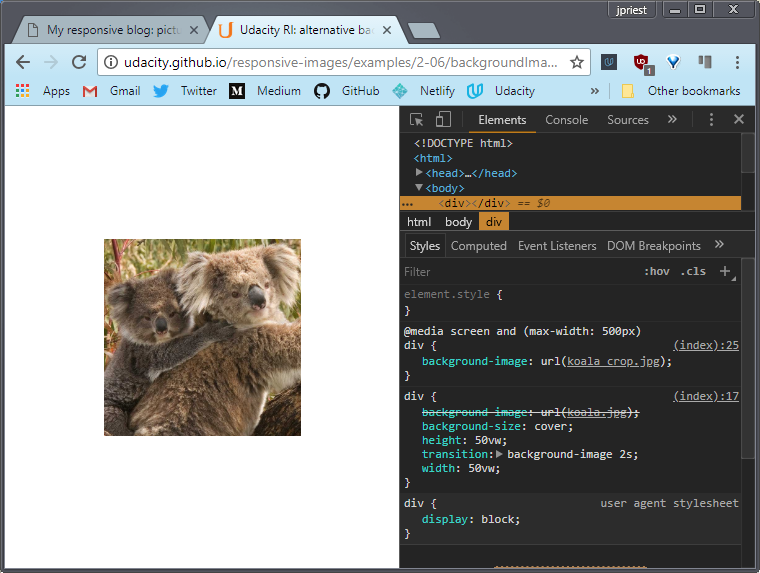 jpriest
My responsive blog: pictu
Udacity RI: alternative bac
udacity.github.io/responsive-images/examples/2-06/backgroundIma...
1
Apps Gmail Twitter Medium GitHub Netlify Udacity » Other bookmarks
Elements Console Sources »
<!DOCTYPE html>
<html>
<head>…</head>
<body>
... <div></div> == $0
html body div
Styles Computed Event Listeners DOM Breakpoints »
Filter :hov .cls +
element.style {
}
@media screen and (max-width: 500px)
div { (index):25
background-image: url(koala_crop.jpg);
}
div { (index):17
background-image: url(koala.jpg);
background-size: cover;
height: 50vw;
transition: background-image 2s;
width: 50vw;
}
div { user agent stylesheet
display: block;
}